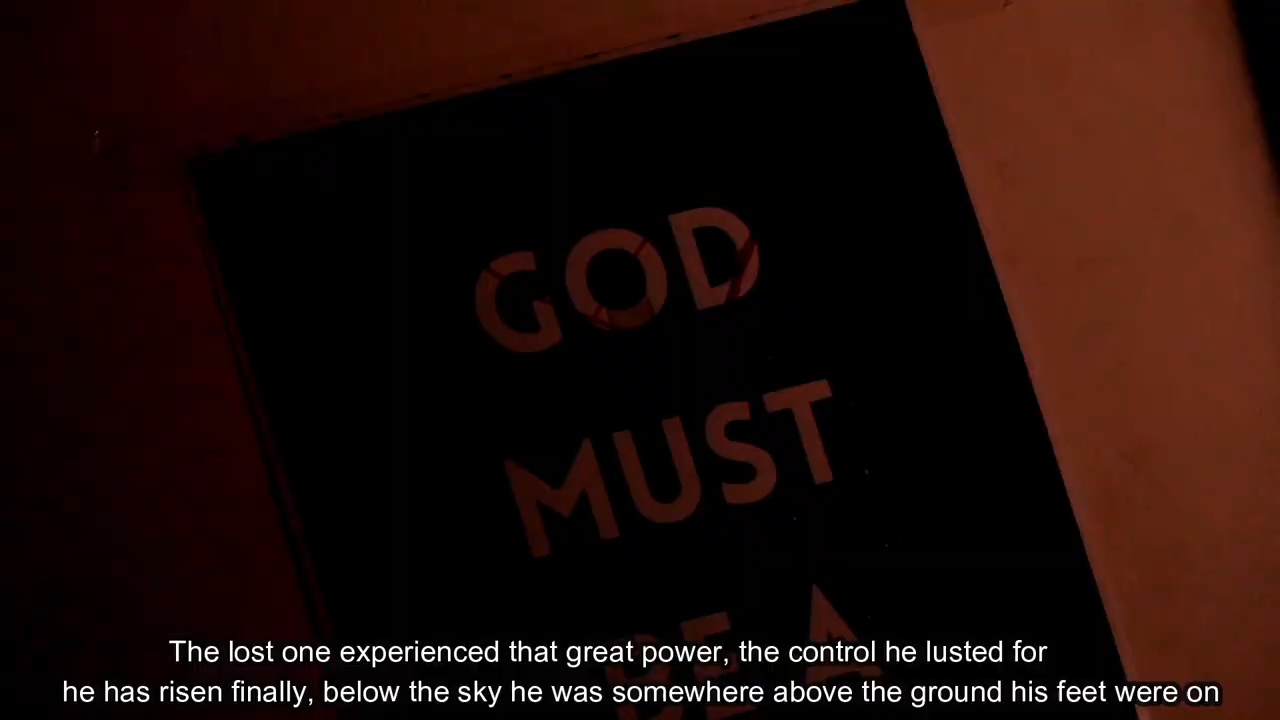 GOD
MUST
BE A
The lost one experienced that great power, the control he lusted for
he has risen finally, below the sky he was somewhere above the ground his feet were on